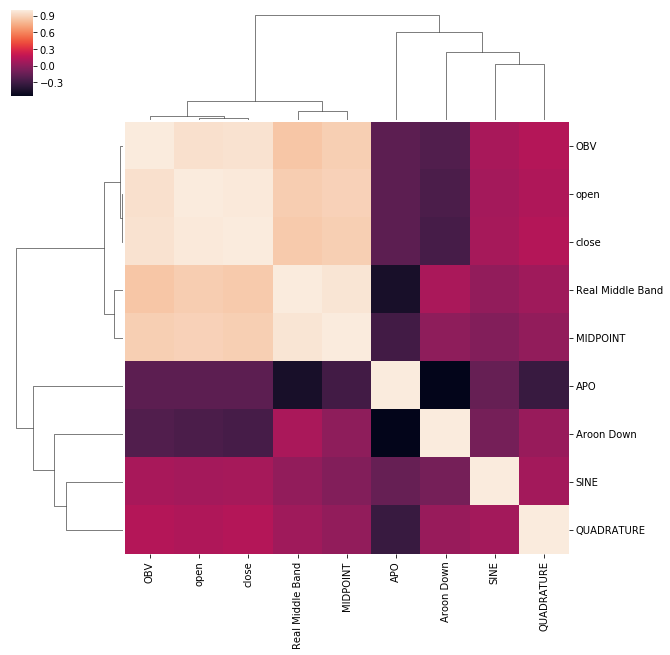 0.9
0.6
0.3
0.0
−0.3
OBV
open
close
Real Middle Band
MIDPOINT
APO
Aroon Down
SINE
QUADRATURE
OBV
open
close
Real Middle Band
MIDPOINT
APO
Aroon Down
SINE
QUADRATURE